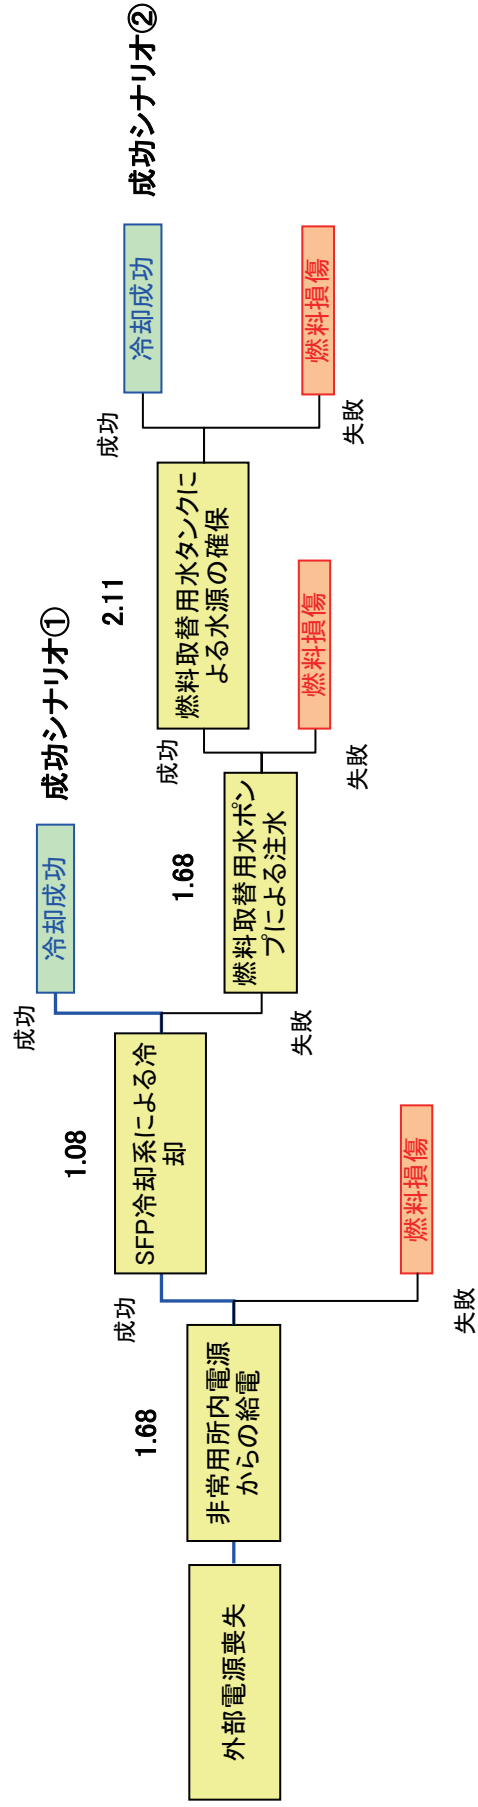 外部電源喪失
1.68
非常用所内電源
からの給電
成功
失敗
燃料損傷
1.08
SFP冷却系による冷
却
成功
冷却成功
成功シナリオ①
失敗
1.68
燃料取替用水ポン
プによる注水
成功
失敗
燃料損傷
2.11
燃料取替用水タンクに
よる水源の確保
成功
冷却成功
成功シナリオ②
失敗
燃料損傷